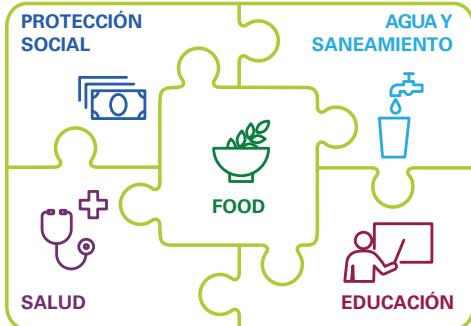 PROTECCIÓN
SOCIAL
AGUA Y
SANEAMIENTO
FOOD
SALUD
EDUCACIÓN